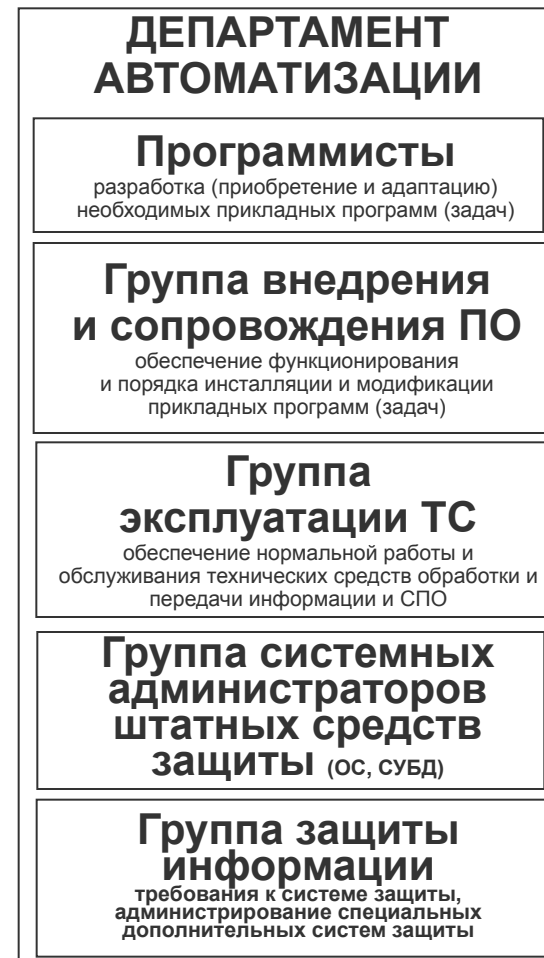 ДЕПАРТАМЕНТ
АВТОМАТИЗАЦИИ
Программисты
разработка (приобретение и адаптацию)
необходимых прикладных программ (задач)
Группа внедрения
и сопровождения ПО
обеспечение функционирования
и порядка инсталляции и модификации
прикладных программ (задач)
Группа
эксплуатации ТС
обеспечение нормальной работы и
обслуживания технических средств обработки и
передачи информации и СПО
Группа системных
администраторов
штатных средств
защиты (ОС, СУБД)
Группа защиты
информации
требования к системе защиты,
администрирование специальных
дополнительных систем защиты